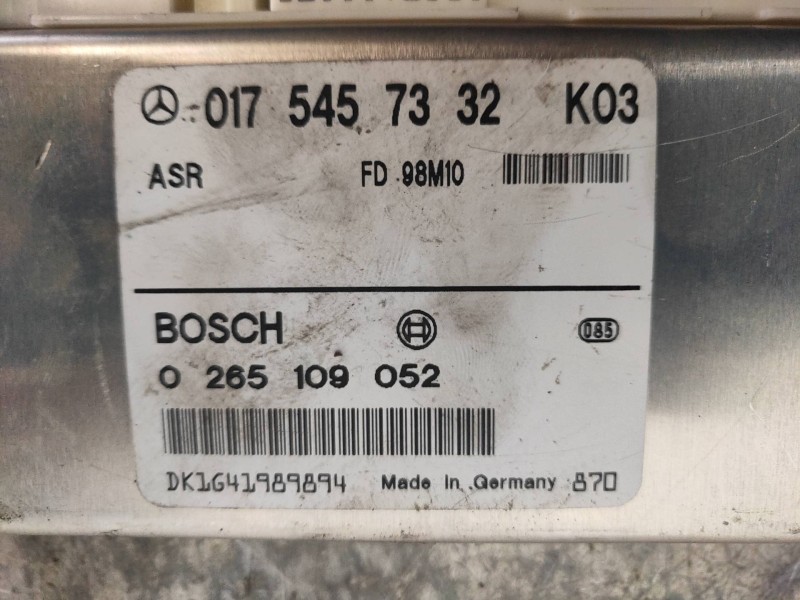 017 545 73 32 K03
ASR FD 98M10
BOSCH 085
0 265 109 052
DK1G41989894 Made In Germany 870